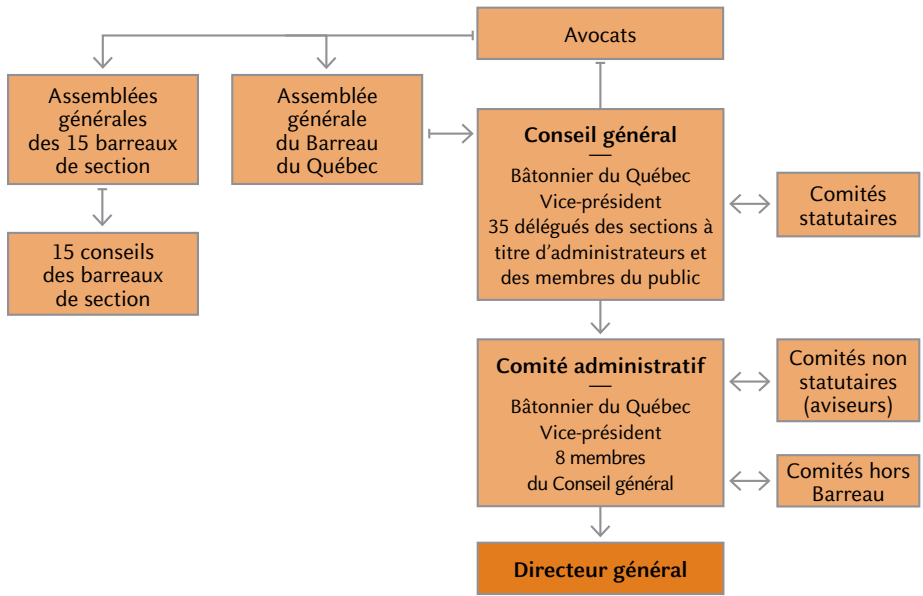 Avocats
Assemblées
générales
des 15 barreaux
de section
Assemblée
générale
du Barreau
du Québec
Conseil général
Bâtonnier du Québec
Vice-président
35 délégués des sections à
titre d’administrateurs et
des membres du public
Comités
statutaires
15 conseils
des barreaux
de section
Comité administratif
Bâtonnier du Québec
Vice-président
8 membres
du Conseil général
Comités non
statutaires
(aviseurs)
Comités hors
Barreau
Directeur général